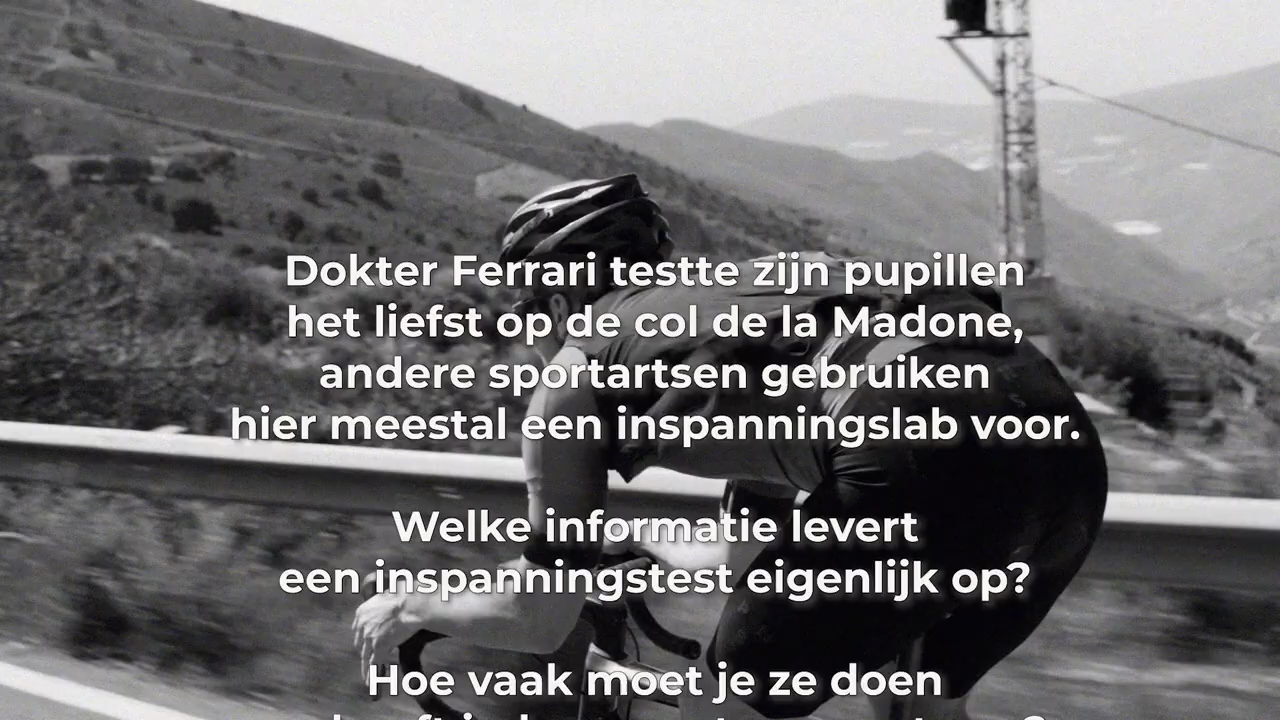 Dokter Ferrari testte zijn pupillen
het liefst op de col de la Madone,
andere sportartsen gebruiken
hier meestal een inspanningslab voor.
Welke informatie levert
een inspanningstest eigenlijk op?
Hoe vaak moet je ze doen